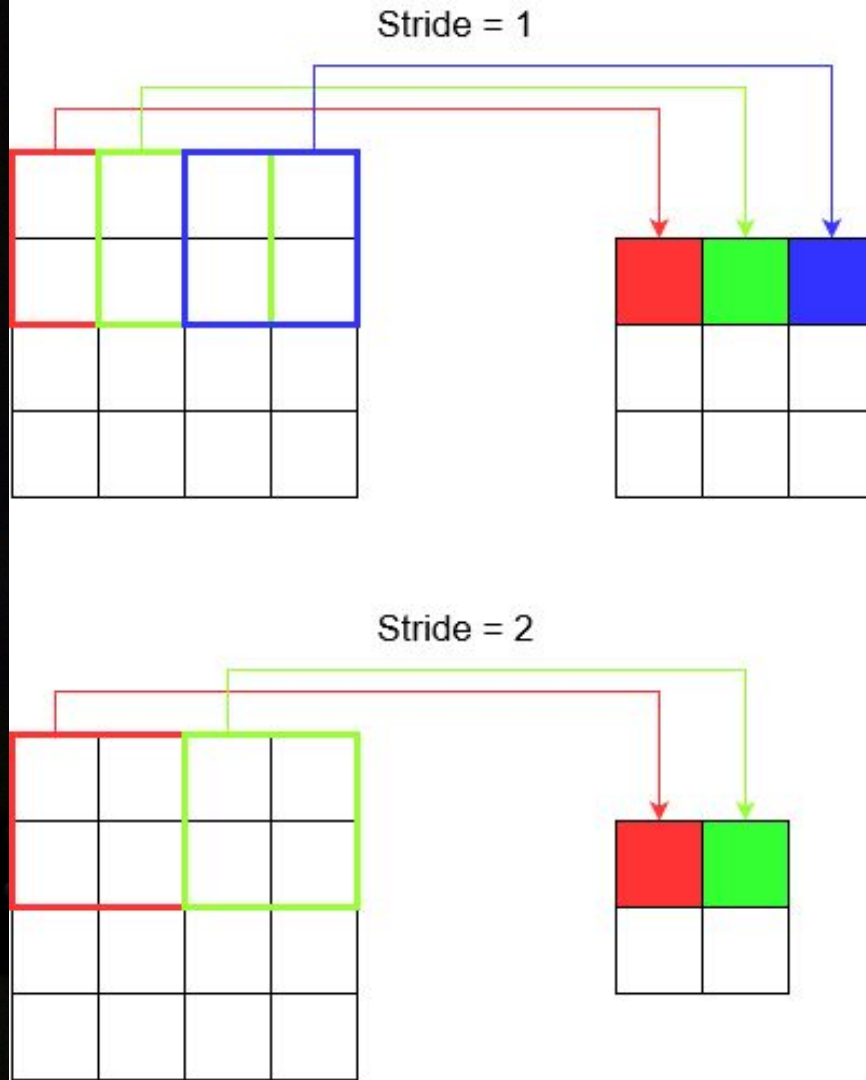 Stride = 1
Stride = 2